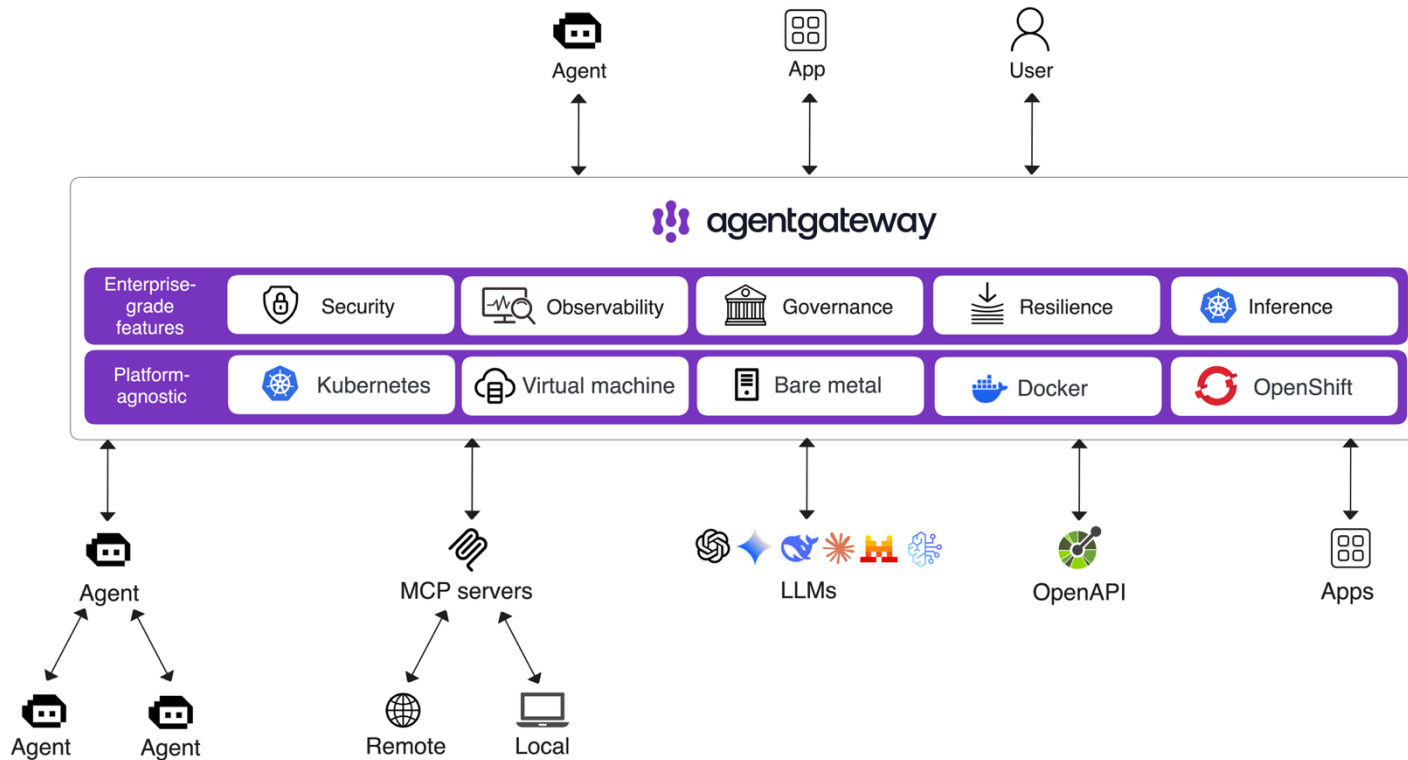 Agent
App
User
agentgateway
Enterprise-
grade
features
Security
Observability
Governance
Resilience
Inference
Platform-
agnostic
Kubernetes
Virtual machine
Bare metal
Docker
OpenShift
Agent
MCP servers
LLMs
OpenAPI
Apps
Agent
Agent
Remote
Local